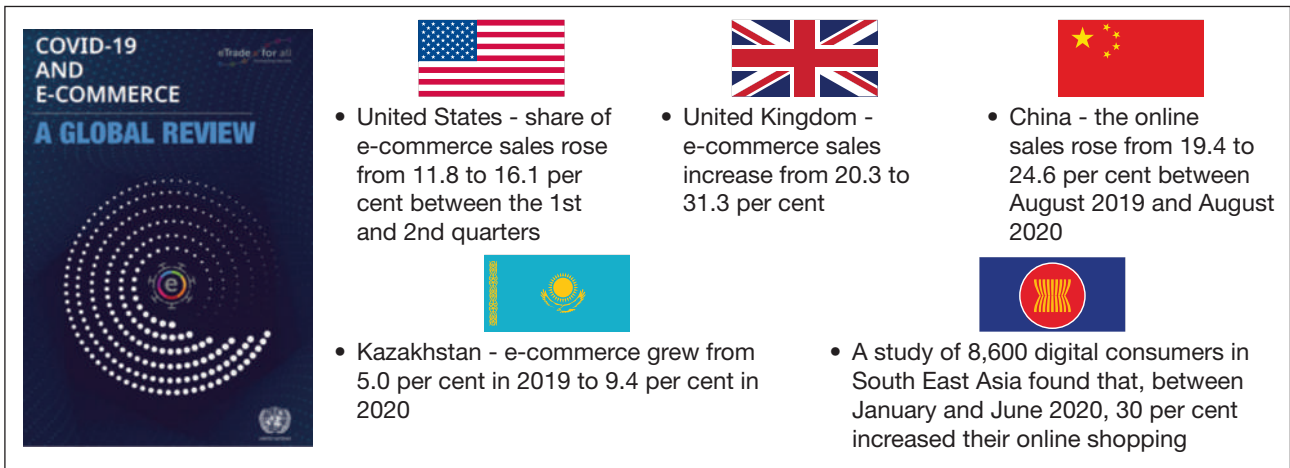 COVID-19
AND
E-COMMERCE
eTrade for all
A GLOBAL REVIEW
e
UNITED NATIONS
• United States - share of
e-commerce sales rose
from 11.8 to 16.1 per
cent between the 1st
and 2nd quarters
• United Kingdom -
e-commerce sales
increase from 20.3 to
31.3 per cent
• China - the online
sales rose from 19.4 to
24.6 per cent between
August 2019 and August
2020
• Kazakhstan - e-commerce grew from
5.0 per cent in 2019 to 9.4 per cent in
2020
• A study of 8,600 digital consumers in
South East Asia found that, between
January and June 2020, 30 per cent
increased their online shopping